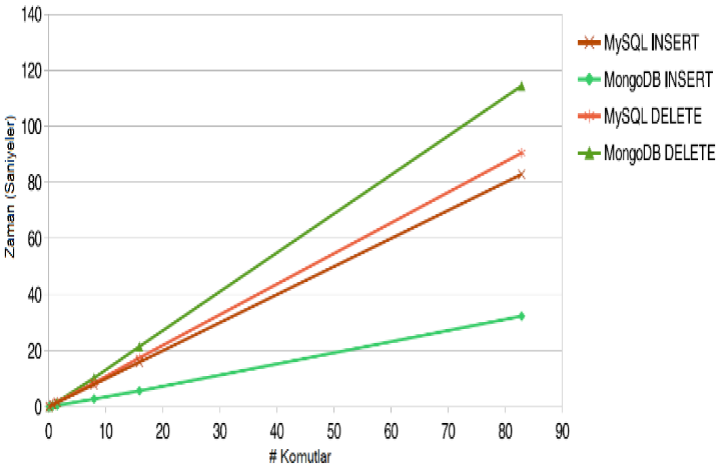 140
120
100
80
60
40
20
0
0 10 20 30 40 50 60 70 80 90
Zaman (Saniyeler)
# Komutlar
MySQL INSERT
MongoDB INSERT
MySQL DELETE
MongoDB DELETE